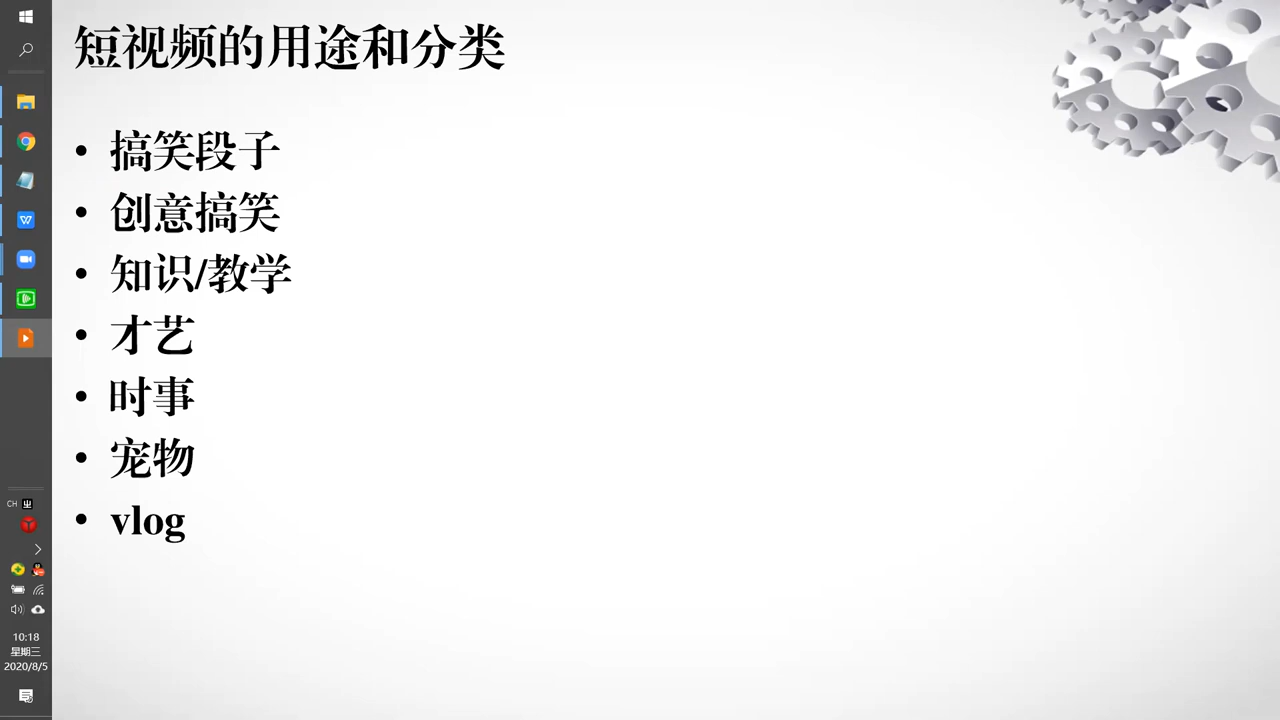 短视频的用途和分类
• 搞笑段子
• 创意搞笑
• 知识/教学
• 才艺
• 时事
• 宠物
• vlog
CH
10:18
星期三
2020/8/5